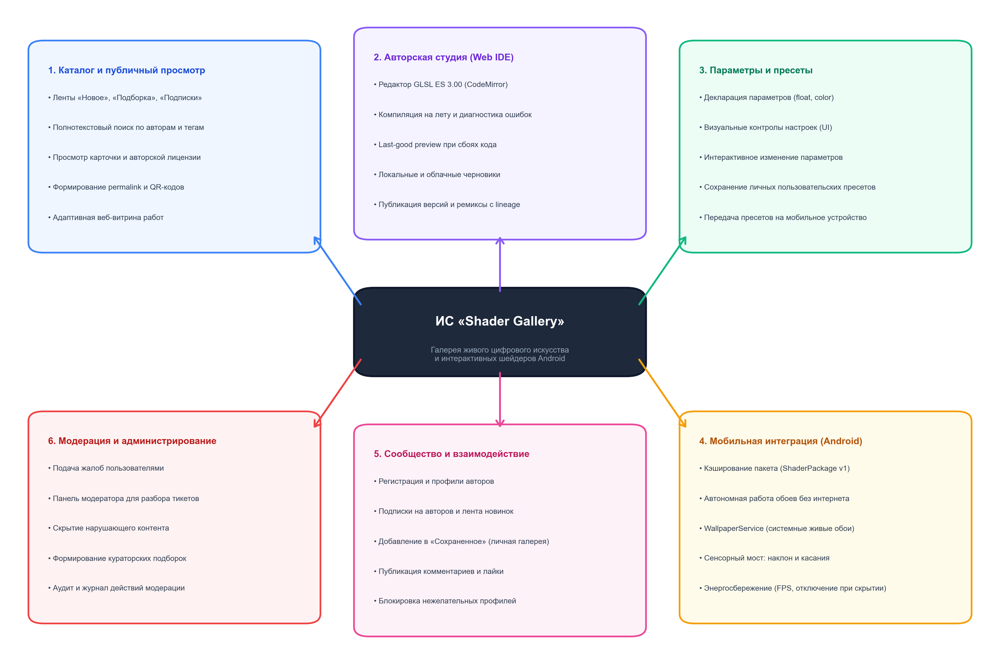 1. Каталог и публичный просмотр
• Ленты «Новое», «Подборка», «Подписки»
• Полнотекстовый поиск по авторам и тегам
• Просмотр карточки и авторской лицензии
• Формирование permalink и QR-кодов
• Адаптивная веб-витрина работ
2. Авторская студия (Web IDE)
• Редактор GLSL ES 3.00 (CodeMirror)
• Компиляция на лету и диагностика ошибок
• Last-good preview при сбоях кода
• Локальные и облачные черновики
• Публикация версий и ремиксы с lineage
3. Параметры и пресеты
• Декларация параметров (float, color)
• Визуальные контролы настроек (UI)
• Интерактивное изменение параметров
• Сохранение личных пользовательских пресетов
• Передача пресетов на мобильное устройство
ИС «Shader Gallery»
Галерея живого цифрового искусства
и интерактивных шейдеров Android
6. Модерация и администрирование
• Подача жалоб пользователями
• Панель модератора для разбора тикетов
• Скрытие нарушающего контента
• Формирование кураторских подборок
• Аудит и журнал действий модерации
5. Сообщество и взаимодействие
• Регистрация и профили авторов
• Подписки на авторов и лента новинок
• Добавление в «Сохраненное» (личная галерея)
• Публикация комментариев и лайки
• Блокировка нежелательных профилей
4. Мобильная интеграция (Android)
• Кэширование пакета (ShaderPackage v1)
• Автономная работа обоев без интернета
• WallpaperService (системные живые обои)
• Сенсорный мост: наклон и касания
• Энергосбережение (FPS, отключение при скрытии)